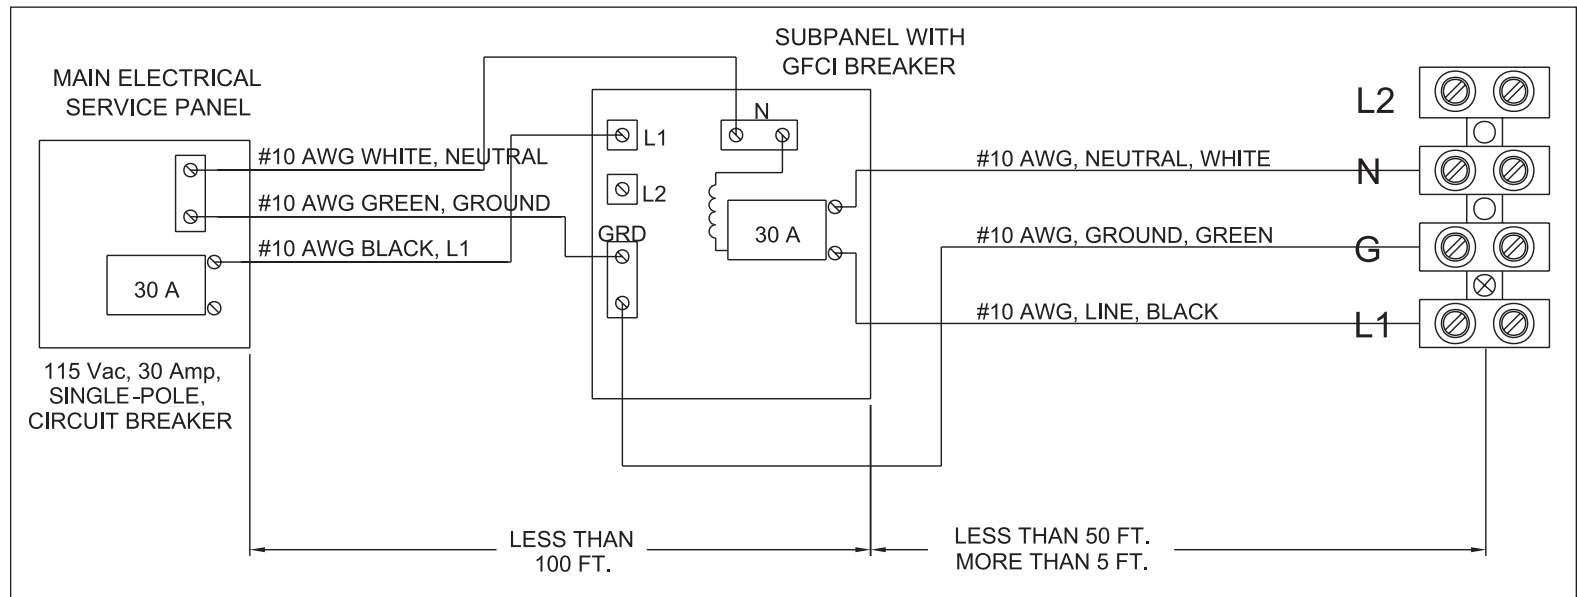 SUBPANEL WITH
GFCI BREAKER
MAIN ELECTRICAL
SERVICE PANEL
L2
N
L1
#10 AWG WHITE, NEUTRAL
#10 AWG, NEUTRAL, WHITE
N
L2
#10 AWG GREEN, GROUND
GRD
30 A
#10 AWG, GROUND, GREEN
G
#10 AWG BLACK, L1
30 A
#10 AWG, LINE, BLACK
L1
115 Vac, 30 Amp,
SINGLE-POLE,
CIRCUIT BREAKER
LESS THAN
100 FT.
LESS THAN 50 FT.
MORE THAN 5 FT.